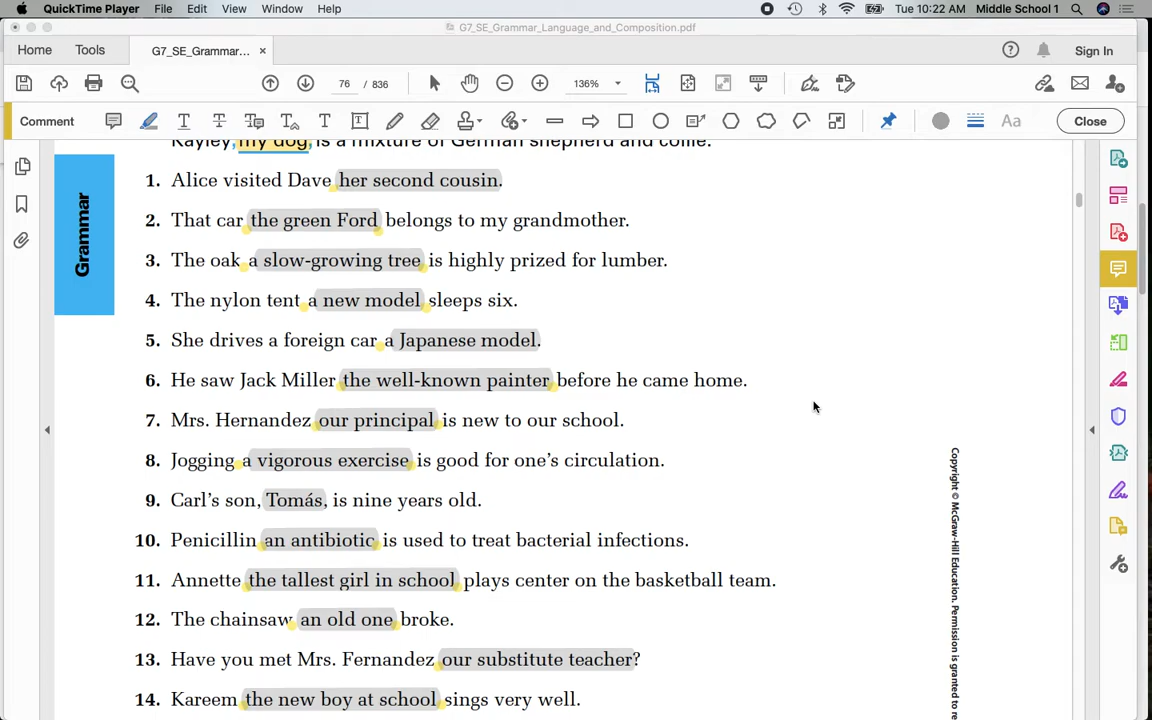 QuickTime Player File Edit View Window Help Tue 10:22 AM Middle School 1
G7_SE_Grammar_Language_and_Composition.pdf
Home Tools G7_SE_Grammar... × Sign In
76 / 836 136%
Comment Aa Close
Kayley, my dog, is a mixture of German shepherd and collie.
Grammar
1. Alice visited Dave her second cousin.
2. That car the green Ford belongs to my grandmother.
3. The oak a slow-growing tree is highly prized for lumber.
4. The nylon tent a new model sleeps six.
5. She drives a foreign car a Japanese model.
6. He saw Jack Miller the well-known painter before he came home.
7. Mrs. Hernandez our principal is new to our school.
8. Jogging a vigorous exercise is good for one's circulation.
9. Carl's son, Tomás, is nine years old.
10. Penicillin an antibiotic is used to treat bacterial infections.
11. Annette the tallest girl in school plays center on the basketball team.
12. The chainsaw an old one broke.
13. Have you met Mrs. Fernandez our substitute teacher?
14. Kareem the new boy at school sings very well.
Copyright © McGraw-Hill Education. Permission is granted to re